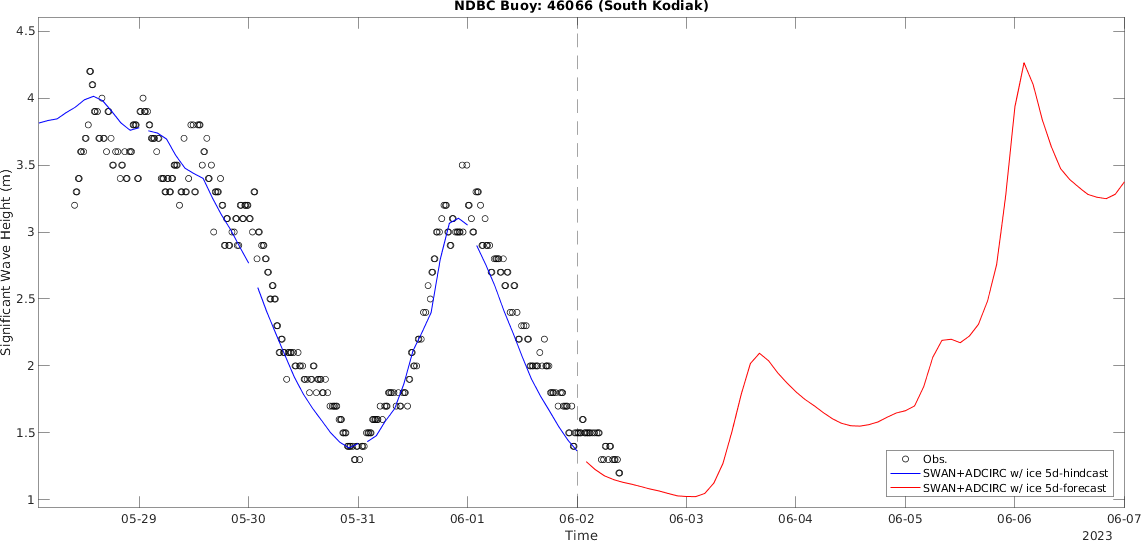 NDBC Buoy: 46066 (South Kodiak)
4.5
4
3.5
3
2.5
2
1.5
1
Significant Wave Height (m)
Obs.
SWAN+ADCIRC w/ ice 5d-hindcast
SWAN+ADCIRC w/ ice 5d-forecast
05-29 05-30 05-31 06-01 06-02 06-03 06-04 06-05 06-06 06-07
Time
2023